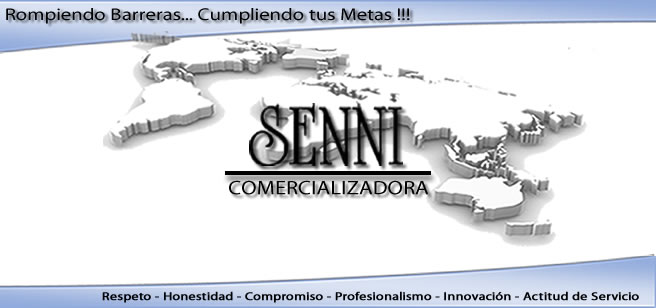 Rompiendo Barreras... Cumpliendo tus Metas !!!
SENNI
COMERCIALIZADORA
Respeto - Honestidad - Compromiso - Profesionalismo - Innovación - Actitud de Servicio